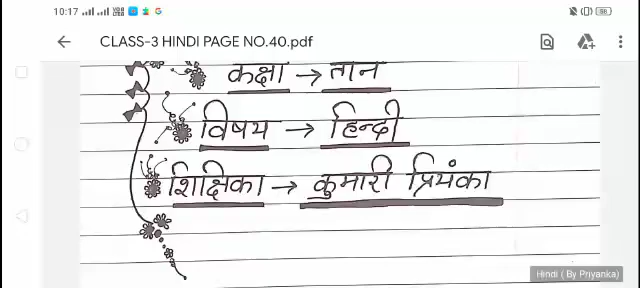 10:17
CLASS-3 HINDI PAGE NO.40.pdf
कक्षा → तीन
विषय → हिन्दी
शिक्षिका → कुमारी प्रियंका
Hindi ( By Priyanka)